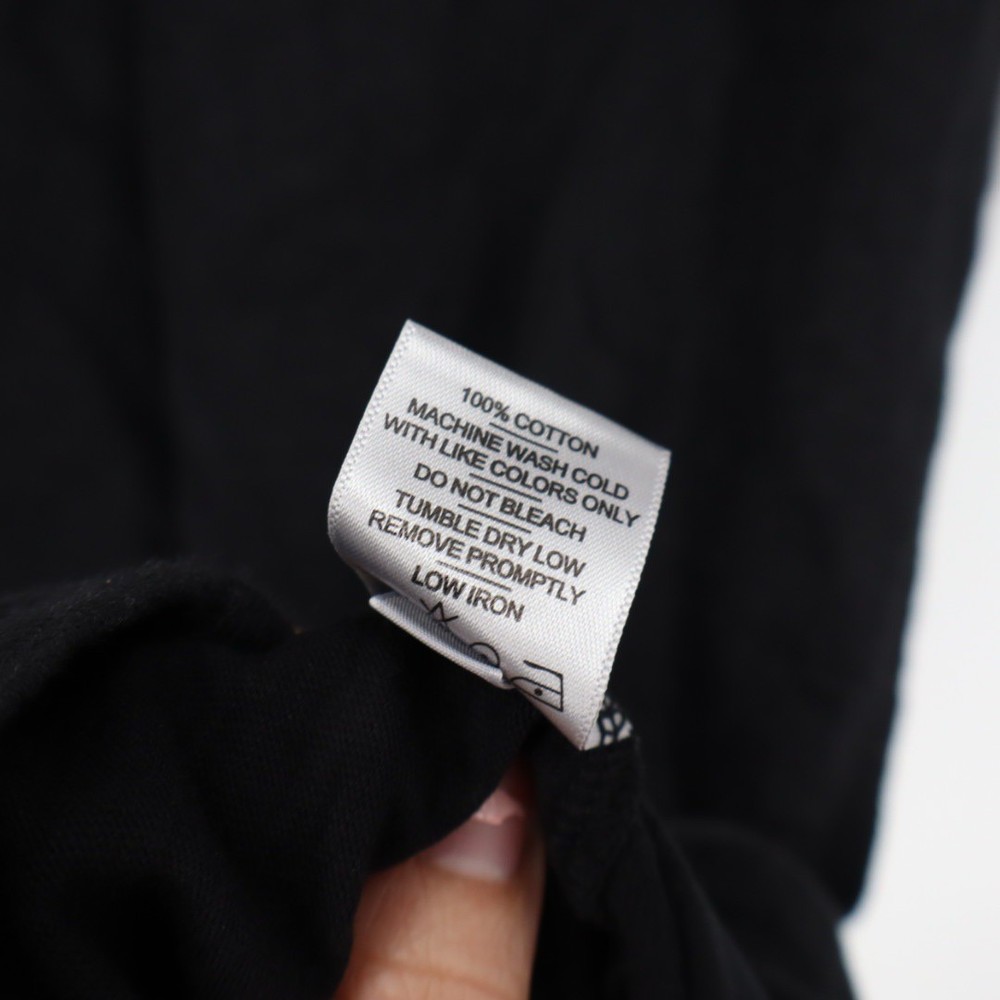 100% COTTON
MACHINE WASH COLD
WITH LIKE COLORS ONLY
DO NOT BLEACH
TUMBLE DRY LOW
REMOVE PROMPTLY
LOW IRON